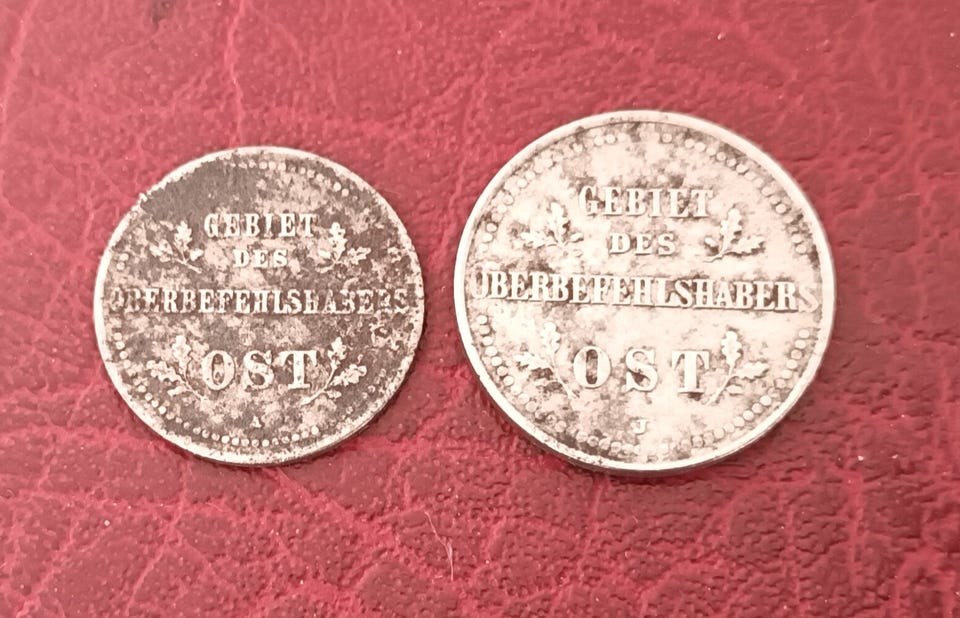 GEBIET
DES
OBERBEFEHLSHABERS
OST
A
GEBIET
DES
OBERBEFEHLSHABERS
OST
J